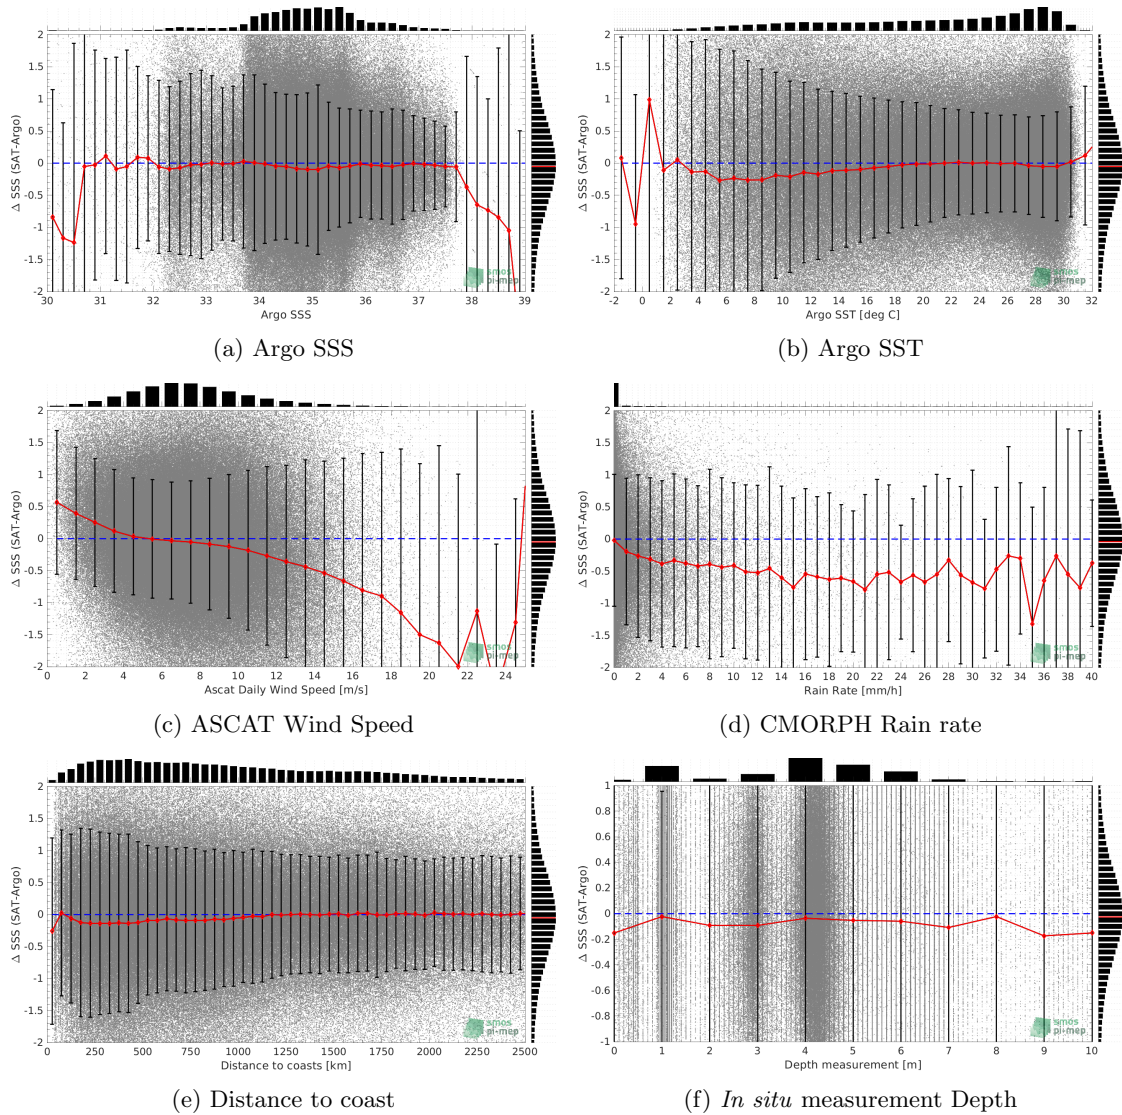 2
1.5
1
0.5
0
-0.5
-1
-1.5
-2
Δ SSS (SAT-Argo)
30 31 32 33 34 35 36 37 38 39
Argo SSS
smos
pi-mep
(a) Argo SSS
2
1.5
1
0.5
0
-0.5
-1
-1.5
-2
Δ SSS (SAT-Argo)
-2 0 2 4 6 8 10 12 14 16 18 20 22 24 26 28 30 32
Argo SST [deg C]
smos
pi-mep
(b) Argo SST
2
1.5
1
0.5
0
-0.5
-1
-1.5
-2
Δ SSS (SAT-Argo)
0 2 4 6 8 10 12 14 16 18 20 22 24
Ascat Daily Wind Speed [m/s]
smos
pi-mep
(c) ASCAT Wind Speed
2
1.5
1
0.5
0
-0.5
-1
-1.5
-2
Δ SSS (SAT-Argo)
0 2 4 6 8 10 12 14 16 18 20 22 24 26 28 30 32 34 36 38 40
Rain Rate [mm/h]
smos
pi-mep
(d) CMORPH Rain rate
2
1.5
1
0.5
0
-0.5
-1
-1.5
-2
Δ SSS (SAT-Argo)
0 250 500 750 1000 1250 1500 1750 2000 2250 2500
Distance to coasts [km]
smos
pi-mep
(e) Distance to coast
1
0.8
0.6
0.4
0.2
0
-0.2
-0.4
-0.6
-0.8
-1
Δ SSS (SAT-Argo)
0 1 2 3 4 5 6 7 8 9 10
Depth measurement [m]
smos
pi-mep
(f) In situ measurement Depth